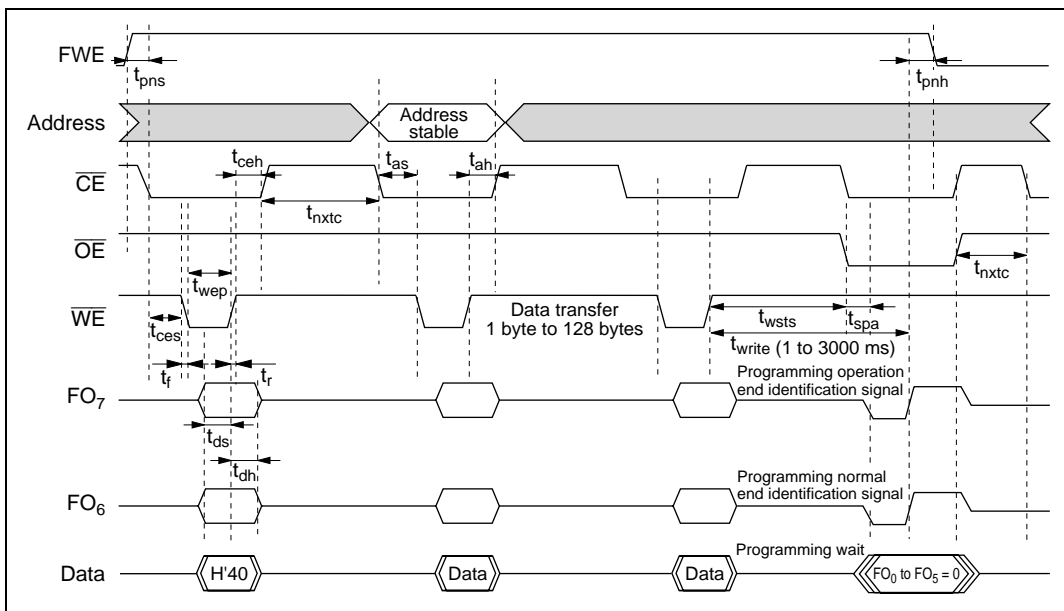 FWE
tpns
tpnh
Address
Address stable
CE
tceh
tas
tah
tnxtc
OE
tnxtc
twep
WE
Data transfer
1 byte to 128 bytes
tces
twsts
tspa
twrite (1 to 3000 ms)
tf
tr
Programming operation
end identification signal
FO7
tds
tdh
Programming normal
end identification signal
FO6
Programming wait
Data
H'40
Data
Data
FO0 to FO5 = 0